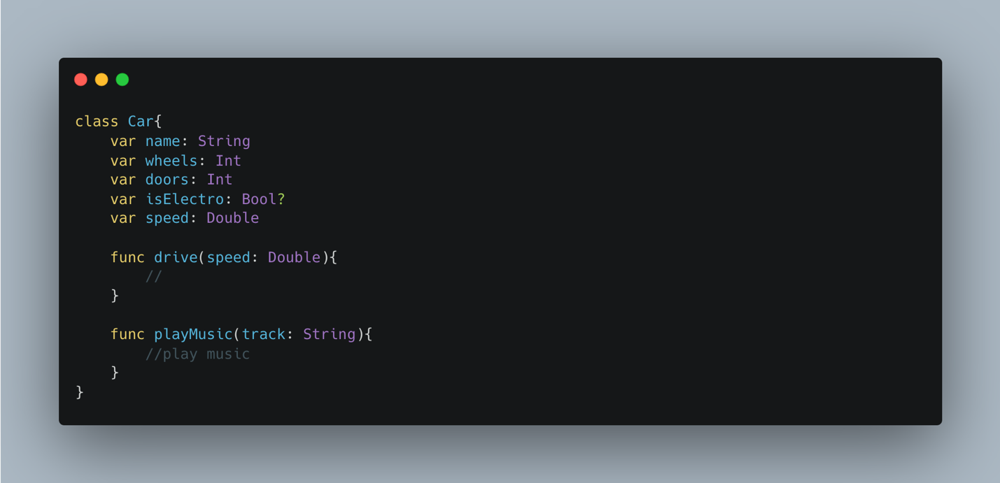 class Car{
    var name: String
    var wheels: Int
    var doors: Int
    var isElectro: Bool?
    var speed: Double

    func drive(speed: Double){
        //
    }

    func playMusic(track: String){
        //play music
    }
}